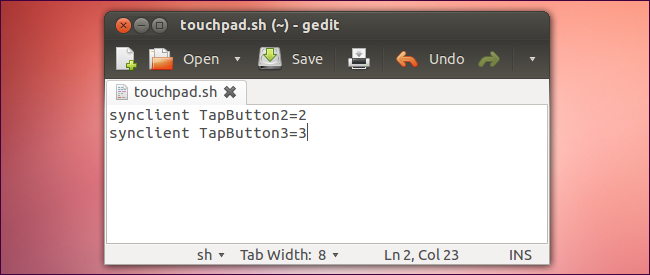 touchpad.sh (~) - gedit
Open Save Undo
touchpad.sh
synclient TapButton2=2
synclient TapButton3=3
sh Tab Width: 8 Ln 2, Col 23 INS